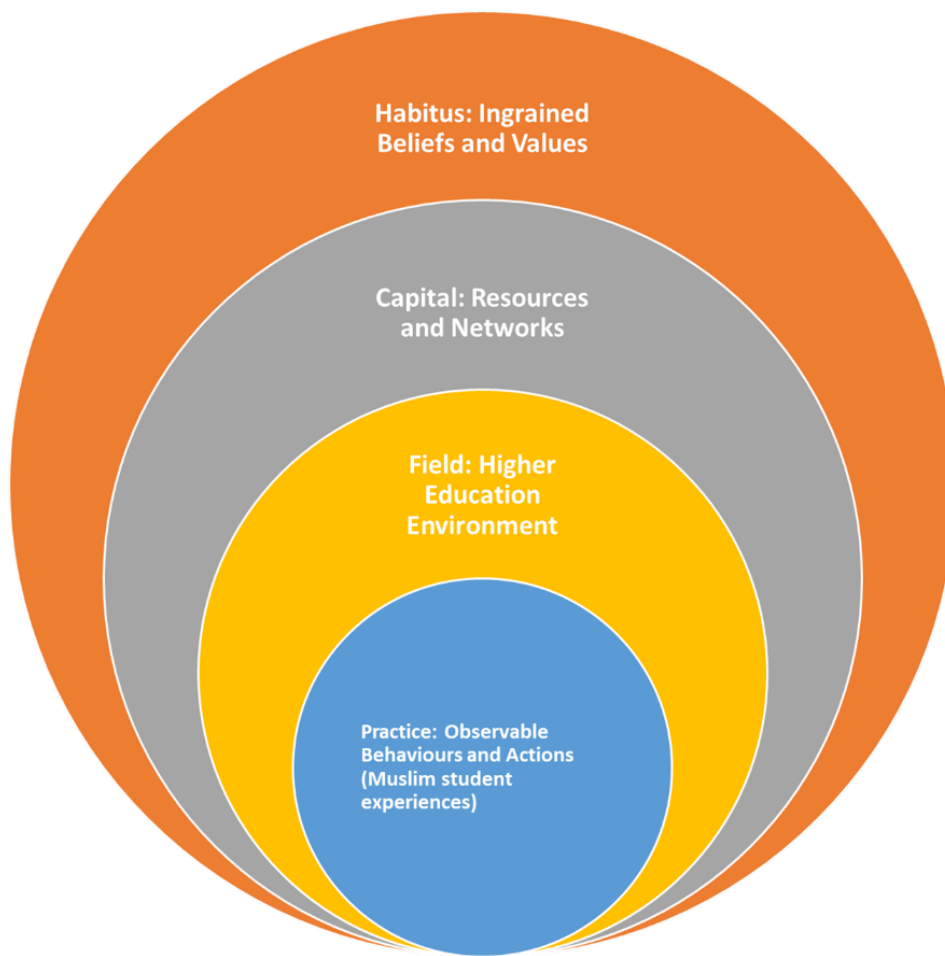 Habitus: Ingrained
Beliefs and Values
Capital: Resources
and Networks
Field: Higher
Education
Environment
Practice: Observable
Behaviours and Actions
(Muslim student
experiences)